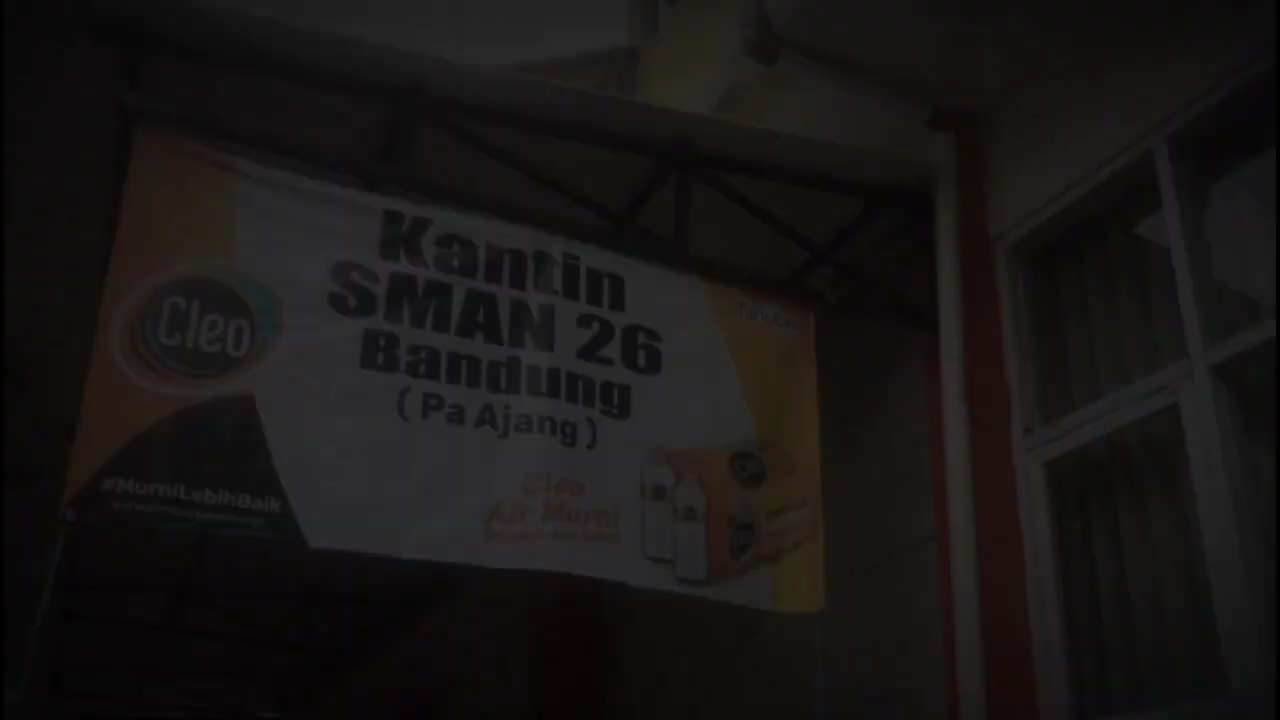 Kantin
SMAN 26
Bandung
( Pa Ajang )
Cleo
#MurniLebihBaik
Cleo
Air Murni